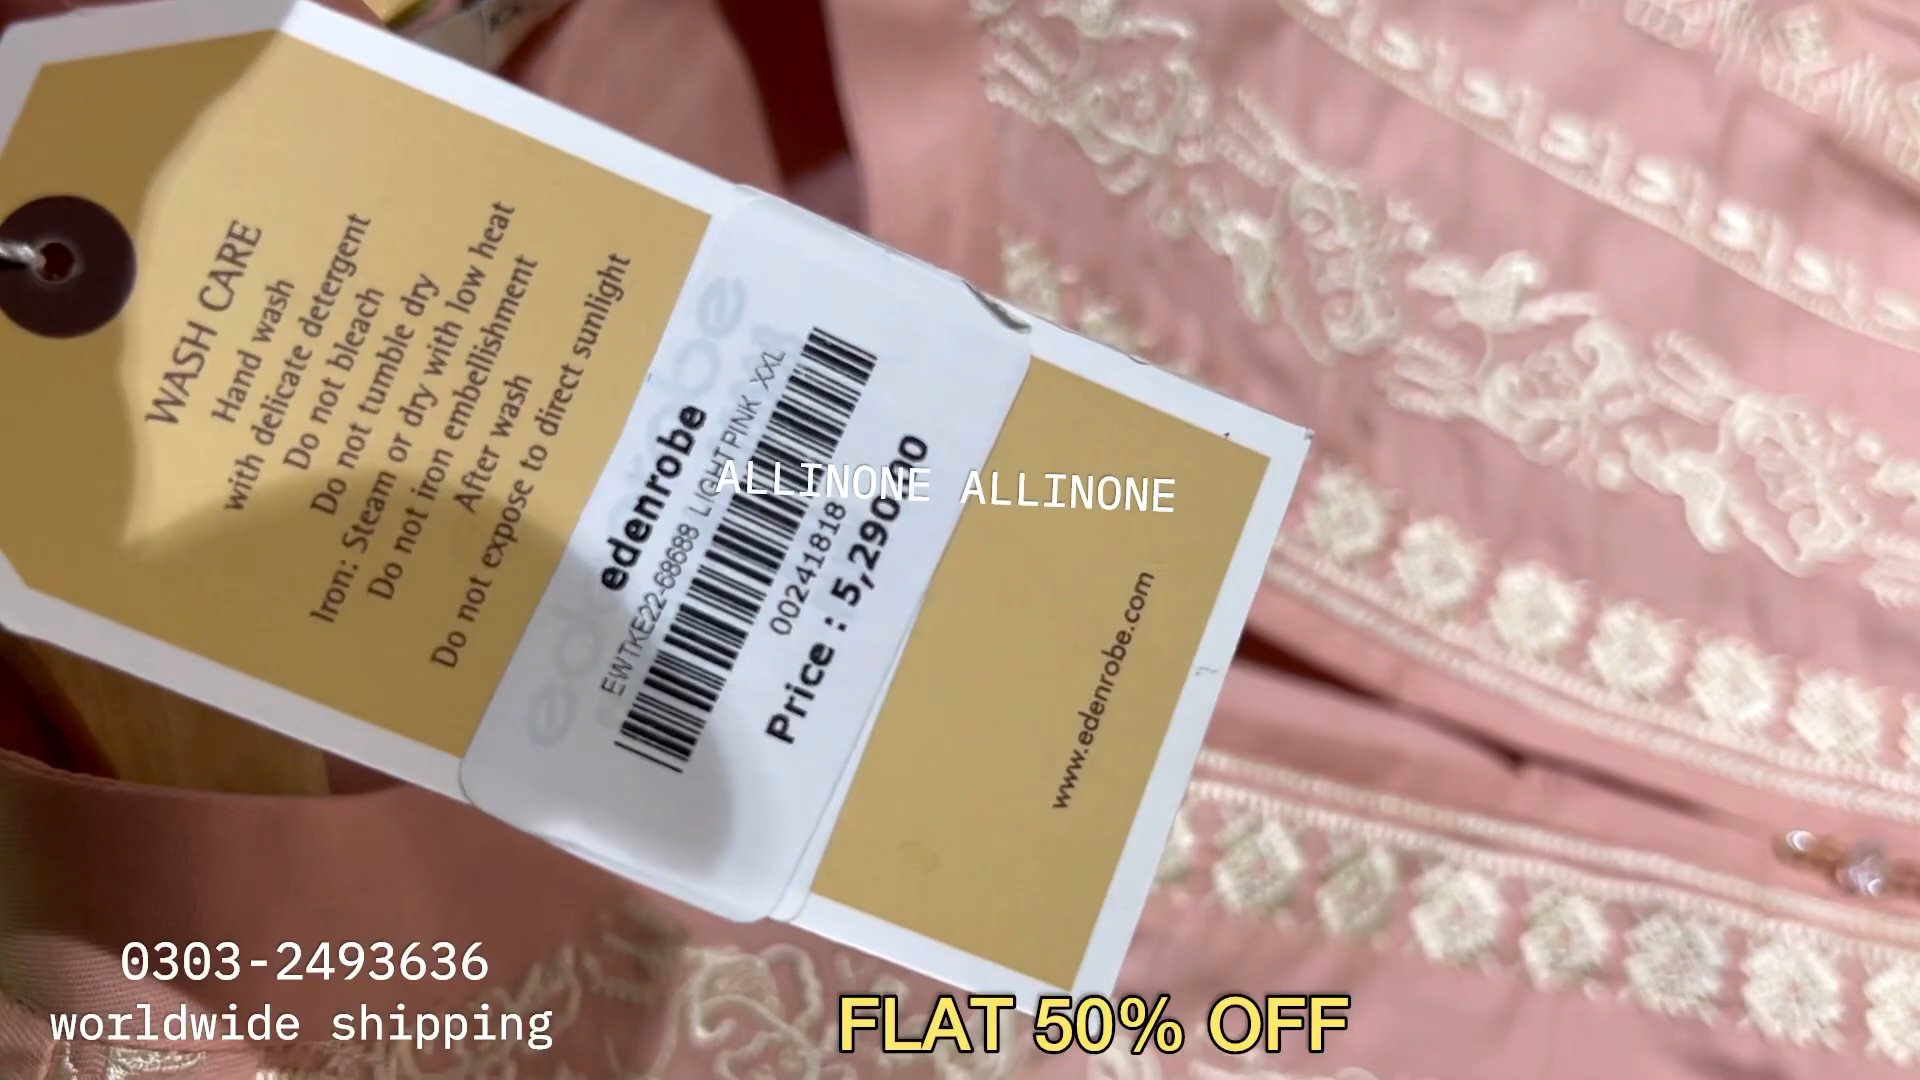 WASH CARE
Hand wash
with delicate detergent
Do not bleach
Do not tumble dry
Iron: Steam or dry with low heat
Do not iron embellishment
After wash
Do not expose to direct sunlight
edenrobe
EWTKE22-68688 LIGHT PINK XXL
00241818
Price : 5,290.00
www.edenrobe.com
ALLINONE ALLINONE
0303-2493636
worldwide shipping
FLAT 50% OFF